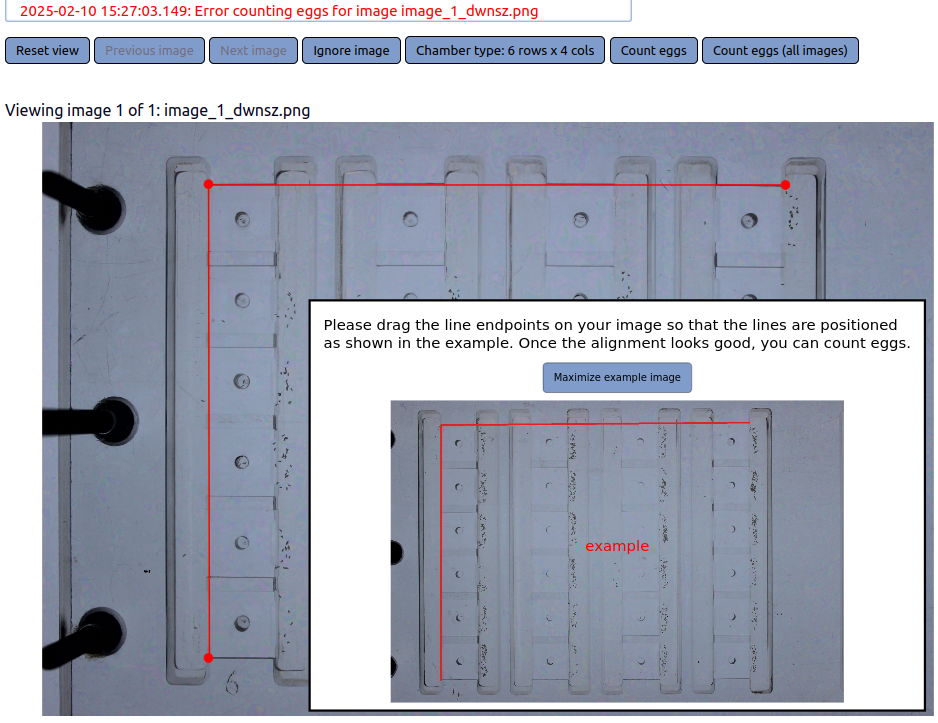 2025-02-10 15:27:03.149: Error counting eggs for image image_1_dwnsz.png
Reset view Previous image Next image Ignore image Chamber type: 6 rows x 4 cols Count eggs Count eggs (all images)
Viewing image 1 of 1: image_1_dwnsz.png
Please drag the line endpoints on your image so that the lines are positioned
as shown in the example. Once the alignment looks good, you can count eggs.
Maximize example image
example
6